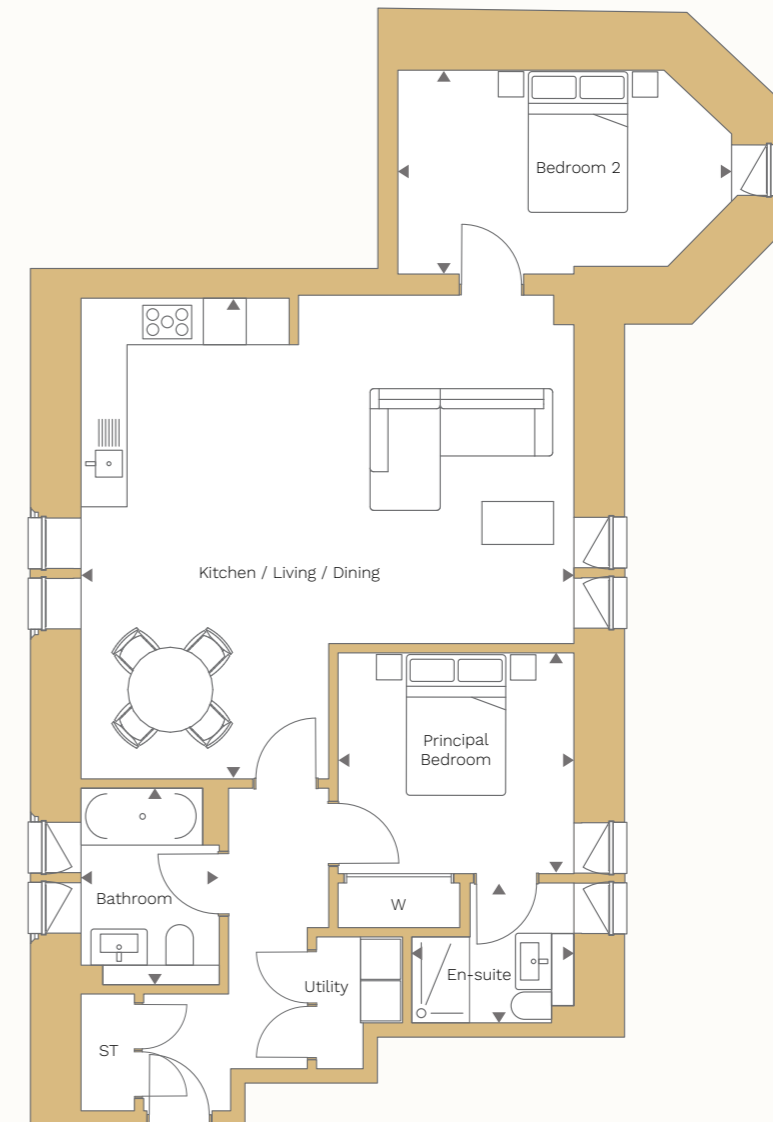 Bedroom 2
Kitchen / Living / Dining
Principal
Bedroom
Bathroom
W
En-suite
Utility
ST